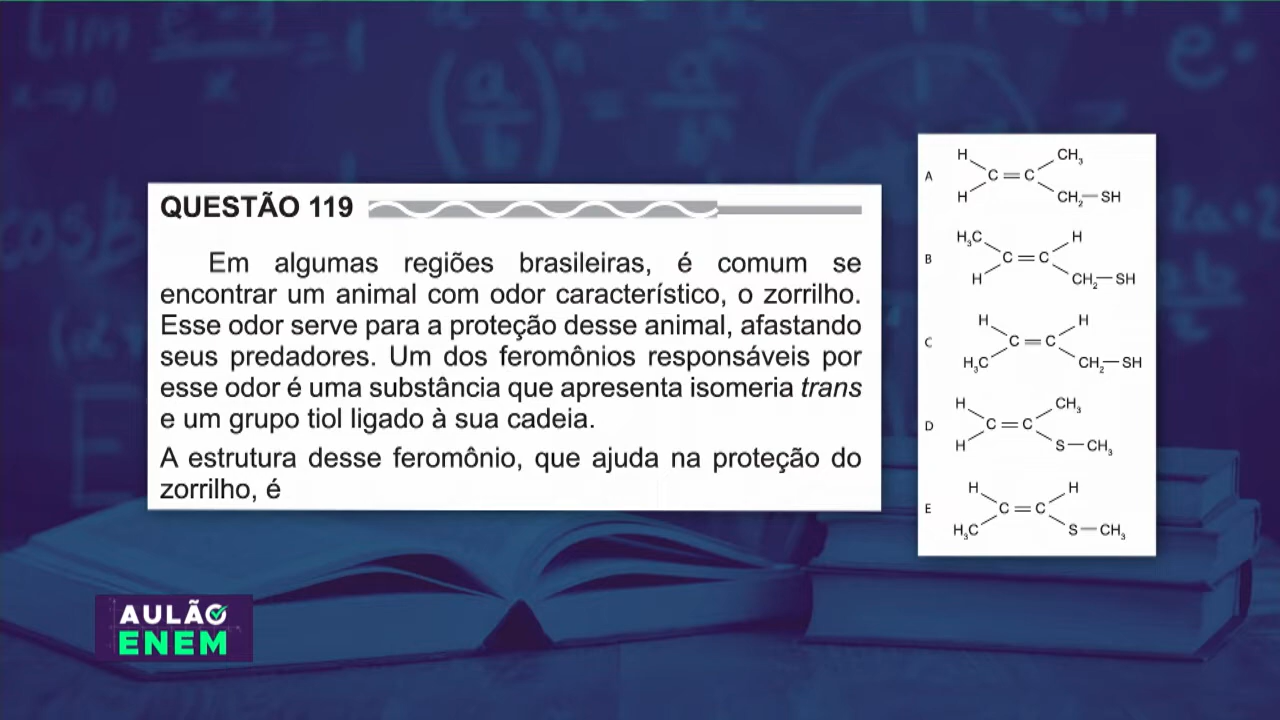 QUESTÃO 119
Em algumas regiões brasileiras, é comum se
encontrar um animal com odor característico, o zorrilho.
Esse odor serve para a proteção desse animal, afastando
seus predadores. Um dos feromônios responsáveis por
esse odor é uma substância que apresenta isomeria trans
e um grupo tiol ligado à sua cadeia.
A estrutura desse feromônio, que ajuda na proteção do
zorrilho, é
A
H CH₃
C=C
H CH₂—SH
B
H₃C H
C=C
H CH₂—SH
C
H H
C=C
H₃C CH₂—SH
D
H CH₃
C=C
H S—CH₃
E
H H
C=C
H₃C S—CH₃
AULÃO
ENEM